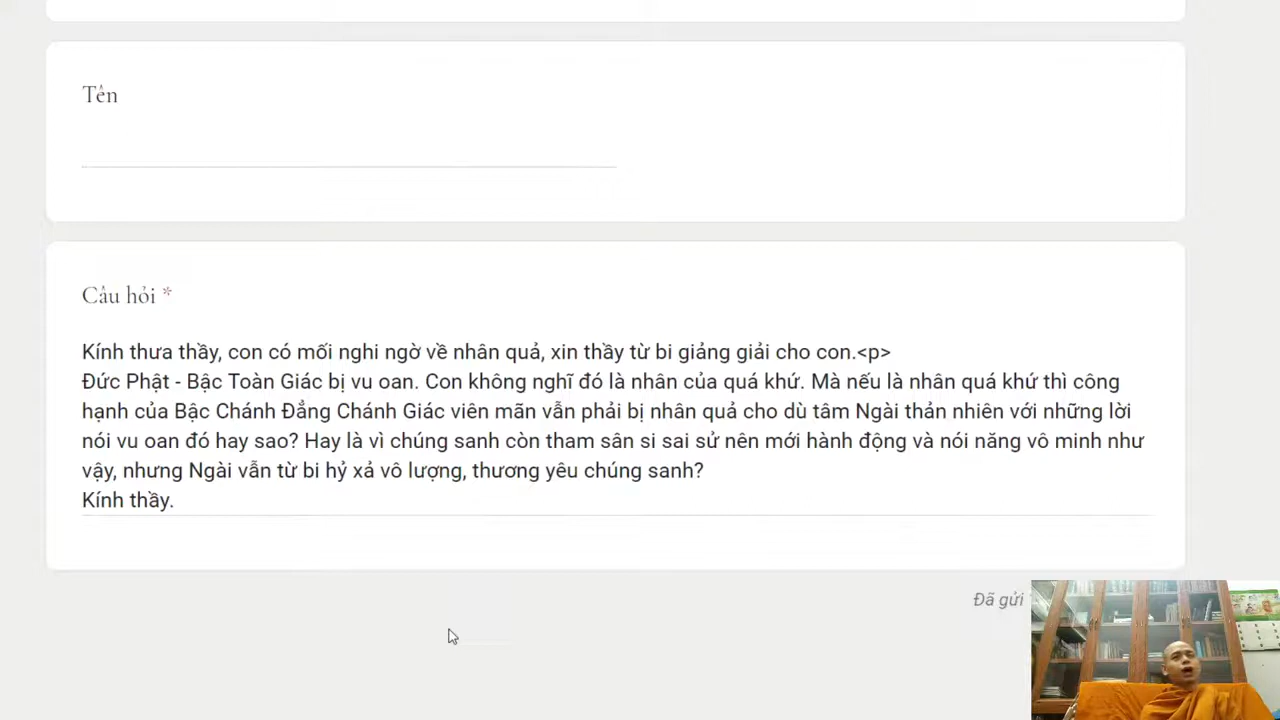 Tên
Câu hỏi *
Kính thưa thầy, con có mối nghi ngờ về nhân quả, xin thầy từ bi giảng giải cho con.<p>
Đức Phật - Bậc Toàn Giác bị vu oan. Con không nghĩ đó là nhân của quá khứ. Mà nếu là nhân quá khứ thì công
hạnh của Bậc Chánh Đẳng Chánh Giác viên mãn vẫn phải bị nhân quả cho dù tâm Ngài thản nhiên với những lời
nói vu oan đó hay sao? Hay là vì chúng sanh còn tham sân si sai sử nên mới hành động và nói năng vô minh như
vậy, nhưng Ngài vẫn từ bi hỷ xả vô lượng, thương yêu chúng sanh?
Kính thầy.
Đã gửi